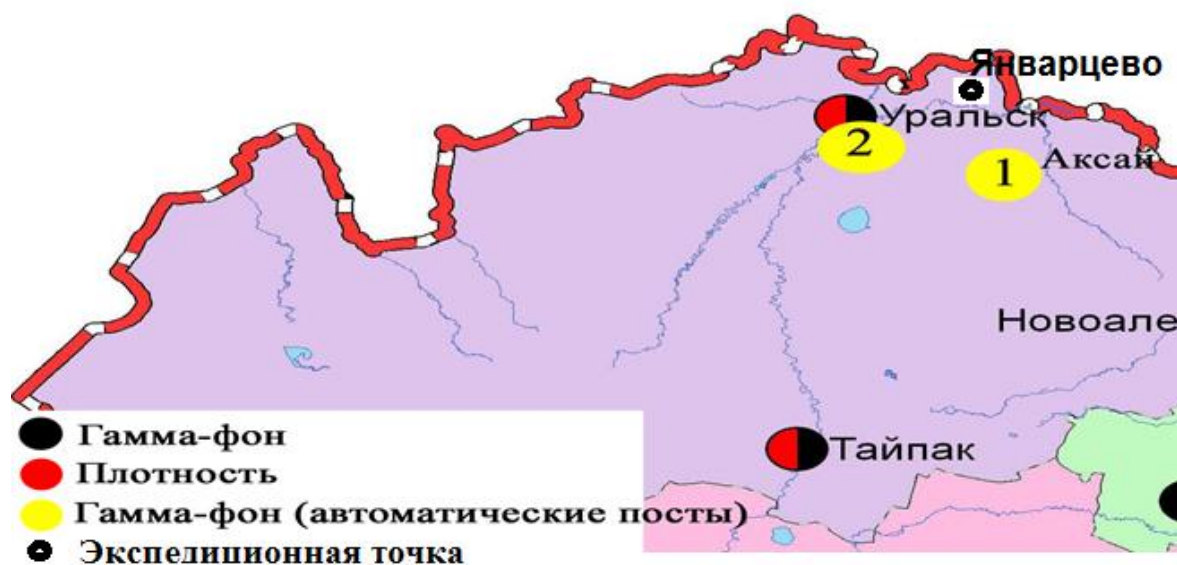 Январцево
Уральск
2
1
Аксай
Новоале
Тайпак
Гамма-фон
Плотность
Гамма-фон (автоматические посты)
Экспедиционная точка